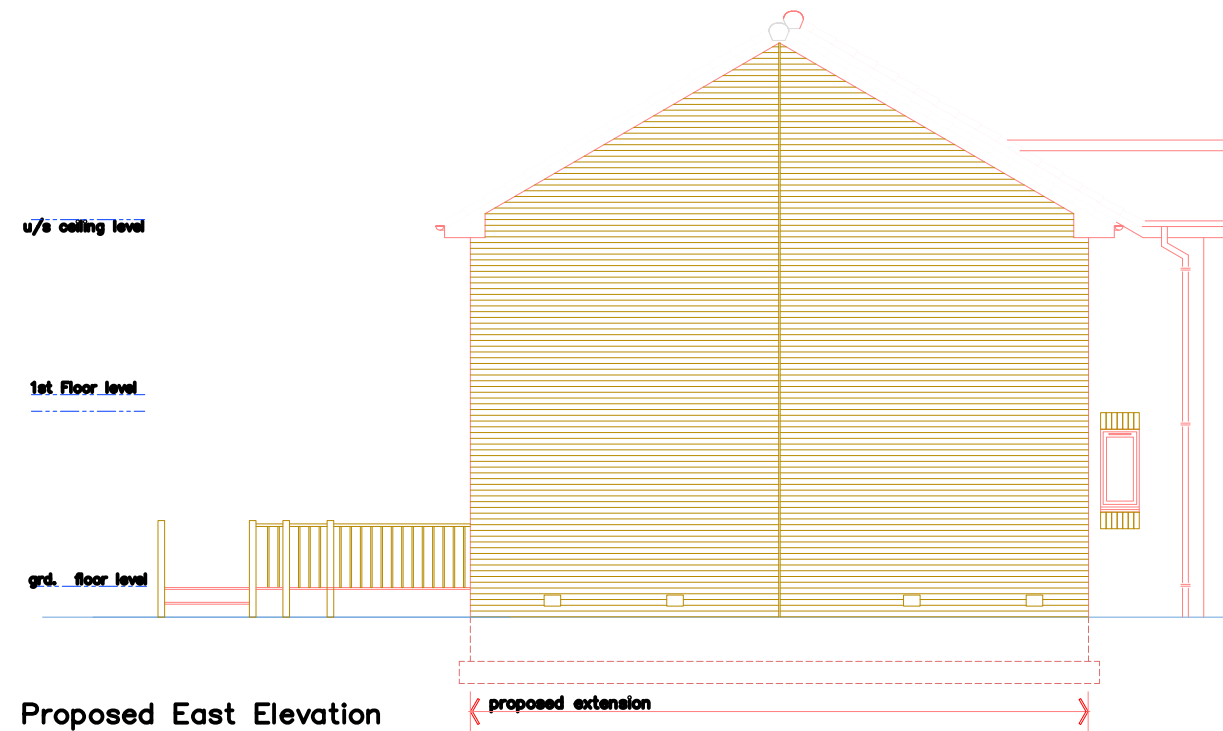 u/s ceiling level
1st Floor level
grd. floor level
proposed extension
Proposed East Elevation